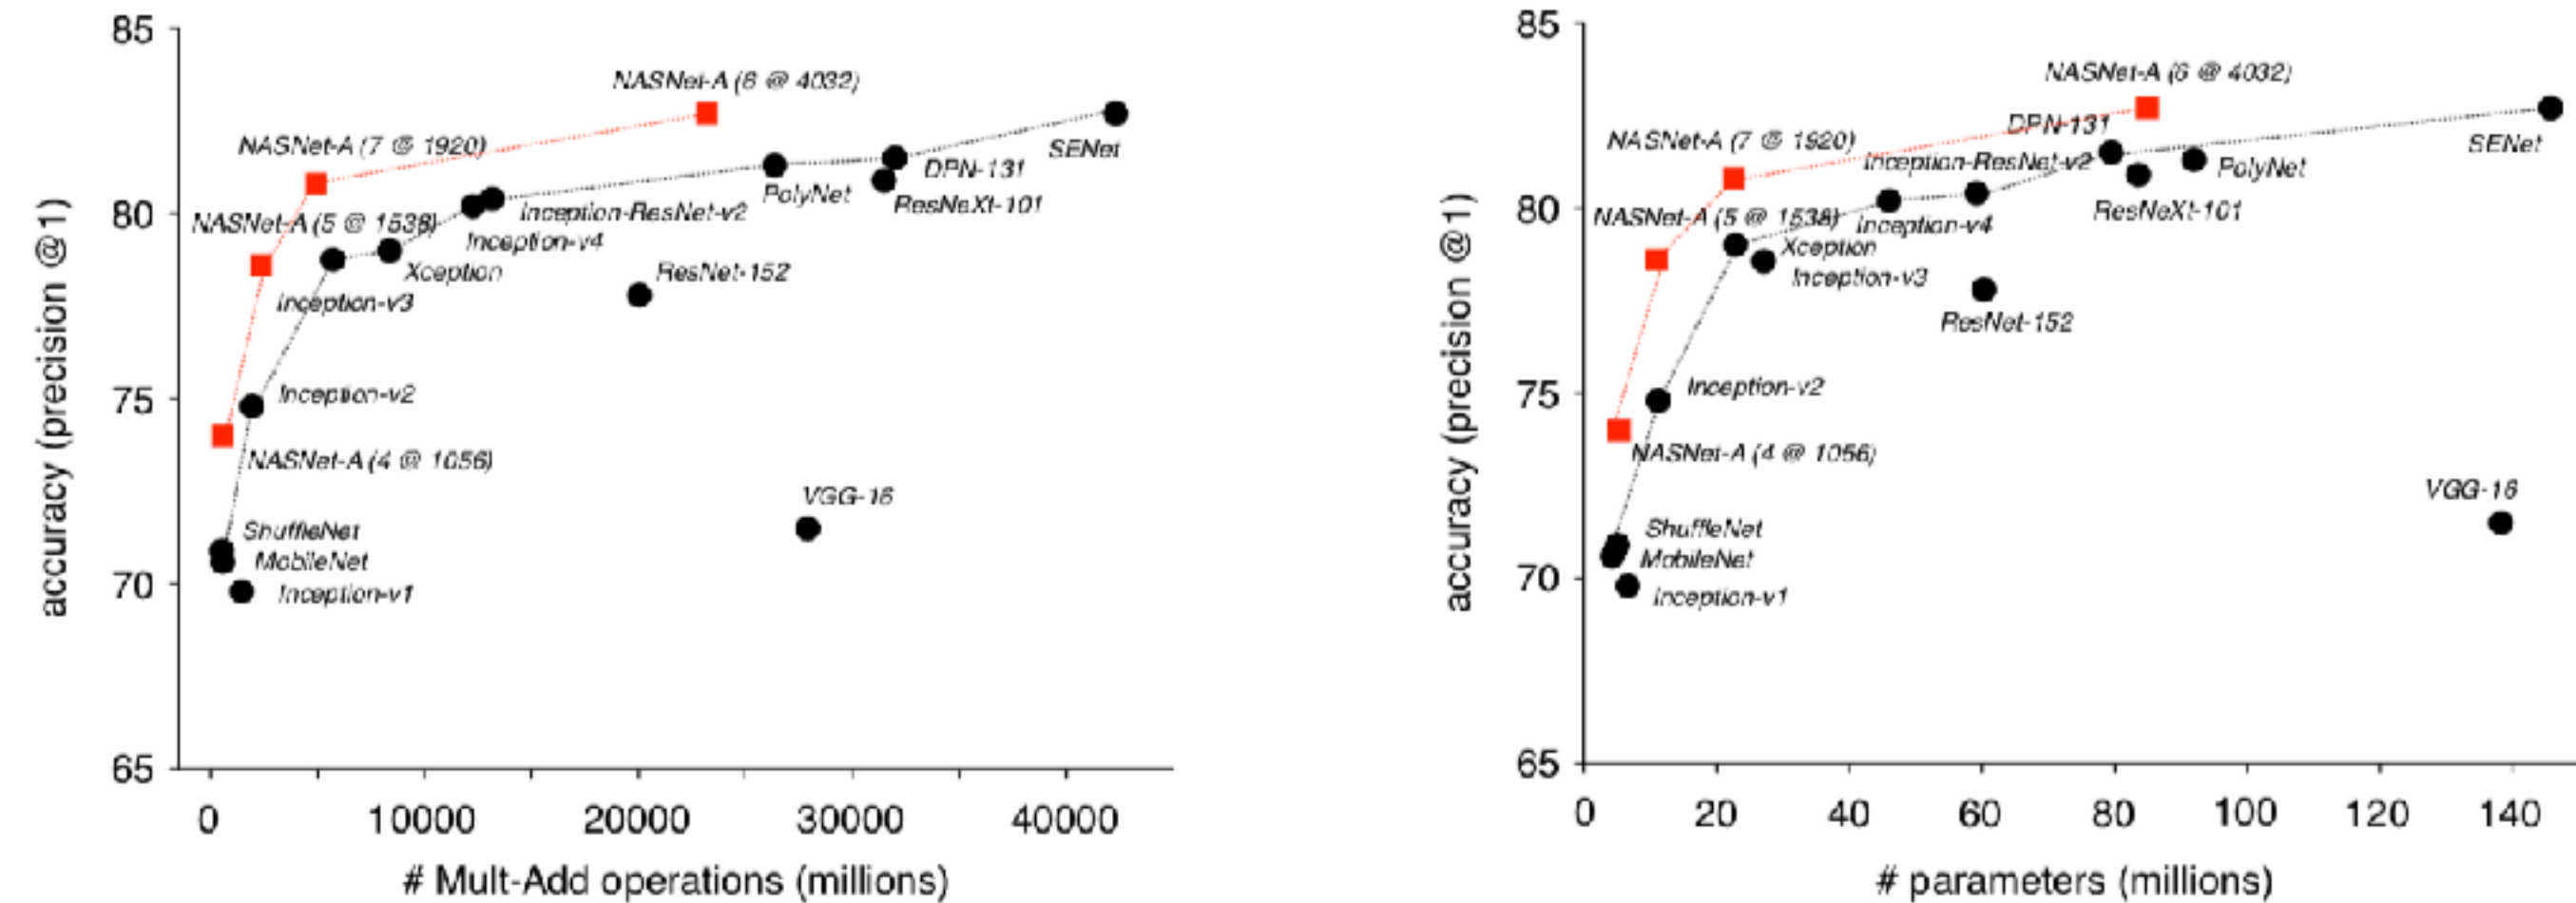 85
NASNet-A (6 @ 4032)
NASNet-A (7 @ 1920)
SENet
DPN-131
PolyNet
80
NASNet-A (5 @ 1538)
Inception-ResNet-v2
ResNeXt-101
Inception-v4
Xception
ResNet-152
Inception-v3
75
Inception-v2
NASNet-A (4 @ 1056)
VGG-16
ShuffleNet
MobileNet
70
Inception-v1
65
accuracy (precision @1)
0 10000 20000 30000 40000
# Mult-Add operations (millions)
85
NASNet-A (6 @ 4032)
DPN-131
NASNet-A (7 @ 1920)
SENet
Inception-ResNet-v2
PolyNet
80
NASNet-A (5 @ 1538)
ResNeXt-101
Inception-v4
Xception
Inception-v3
ResNet-152
75
Inception-v2
NASNet-A (4 @ 1056)
VGG-16
ShuffleNet
MobileNet
70
Inception-v1
65
accuracy (precision @1)
0 20 40 60 80 100 120 140
# parameters (millions)